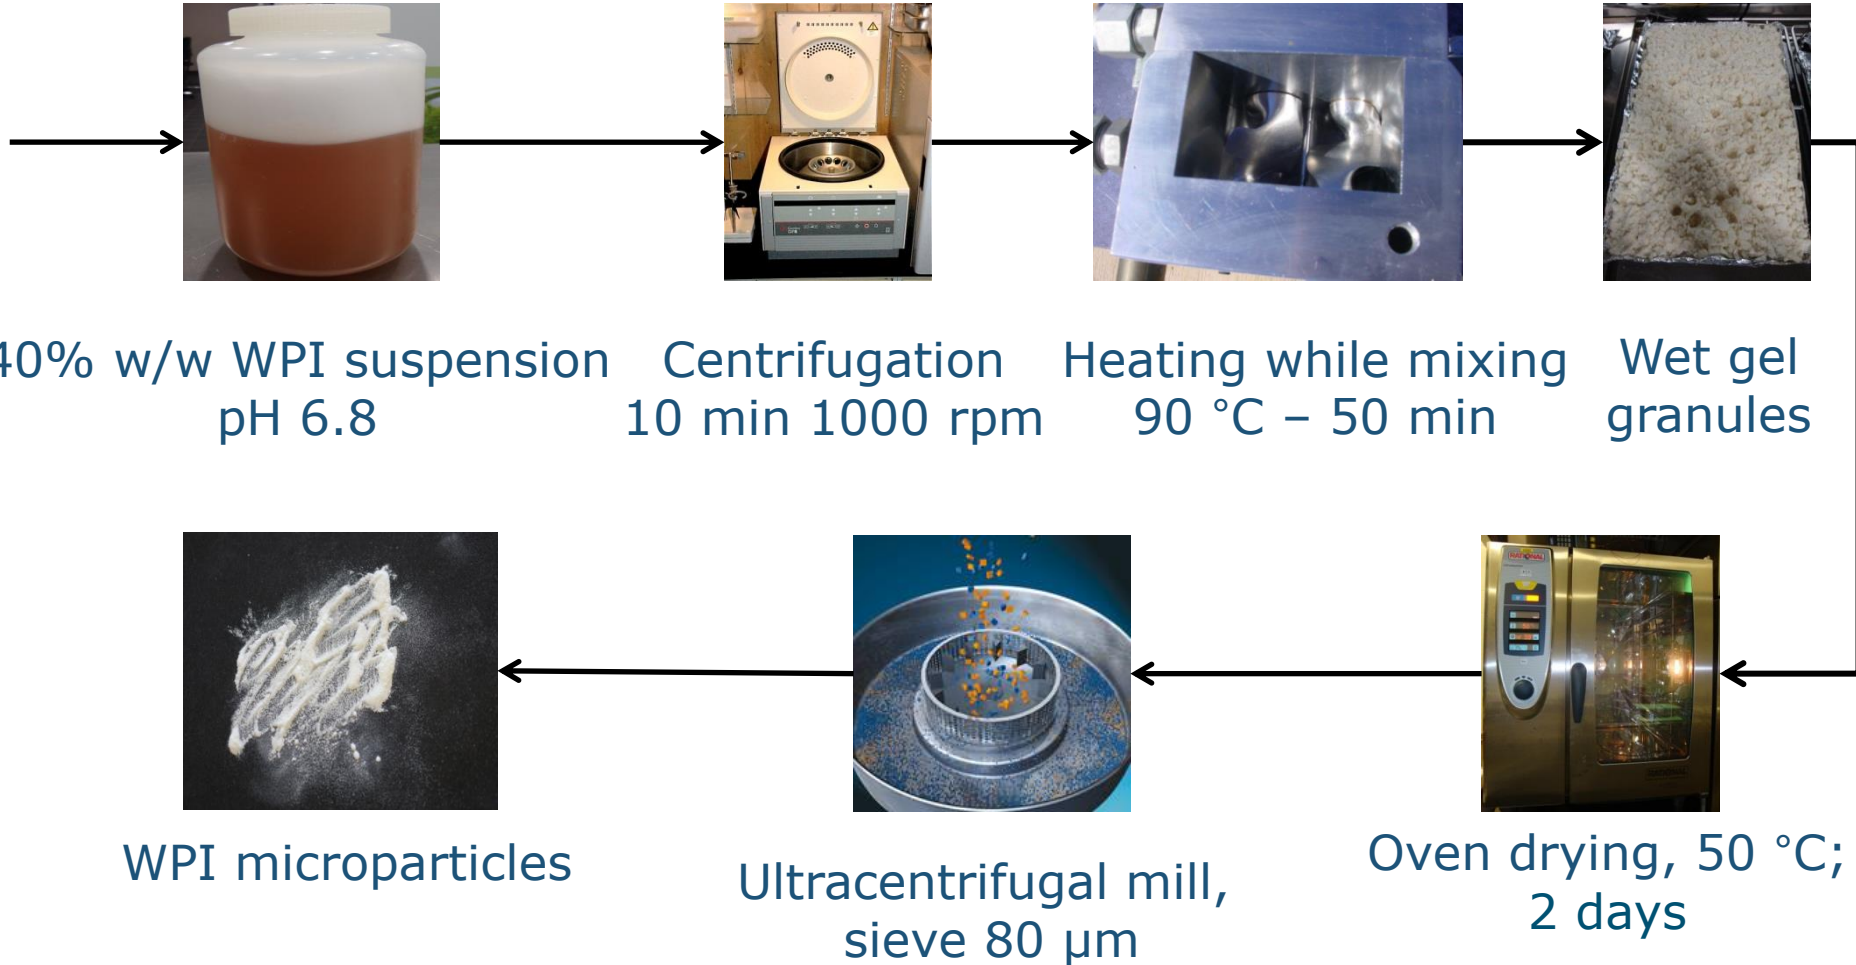 40% w/w WPI suspension
pH 6.8
Centrifugation
10 min 1000 rpm
Heating while mixing
90 °C – 50 min
Wet gel
granules
WPI microparticles
Ultracentrifugal mill,
sieve 80 µm
Oven drying, 50 °C;
2 days
RATIONAL